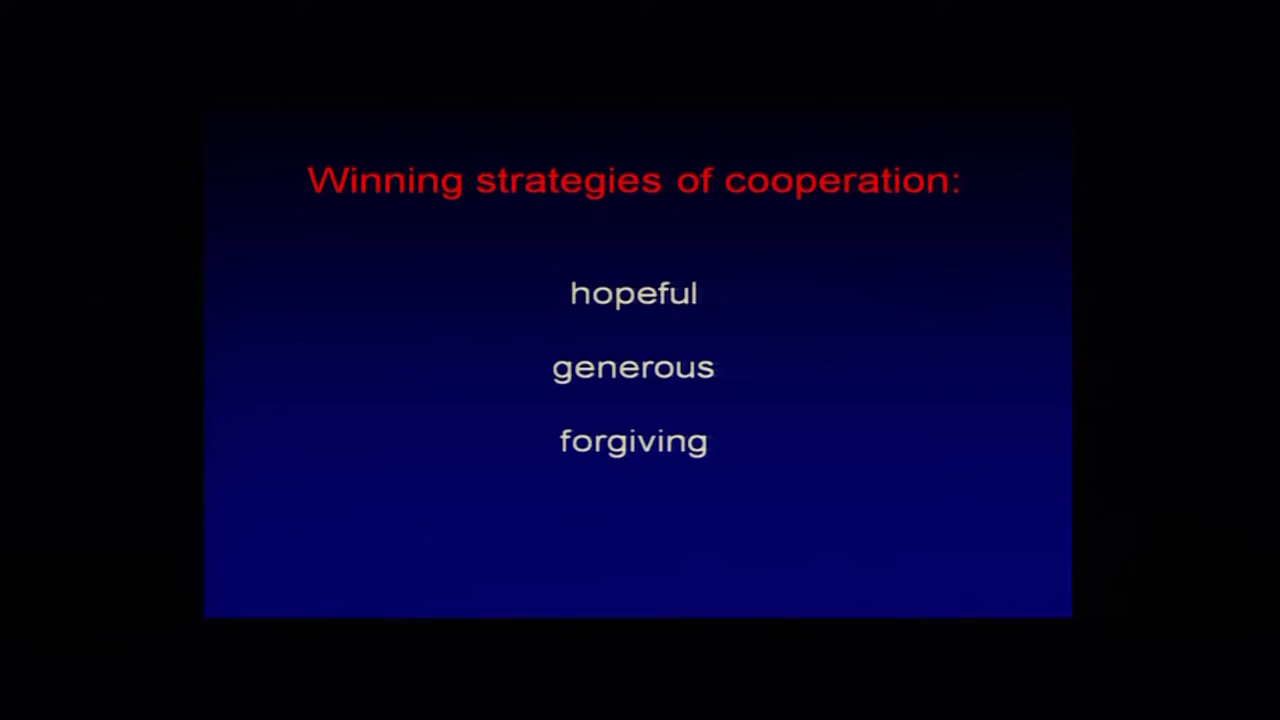 Winning strategies of cooperation:
hopeful
generous
forgiving